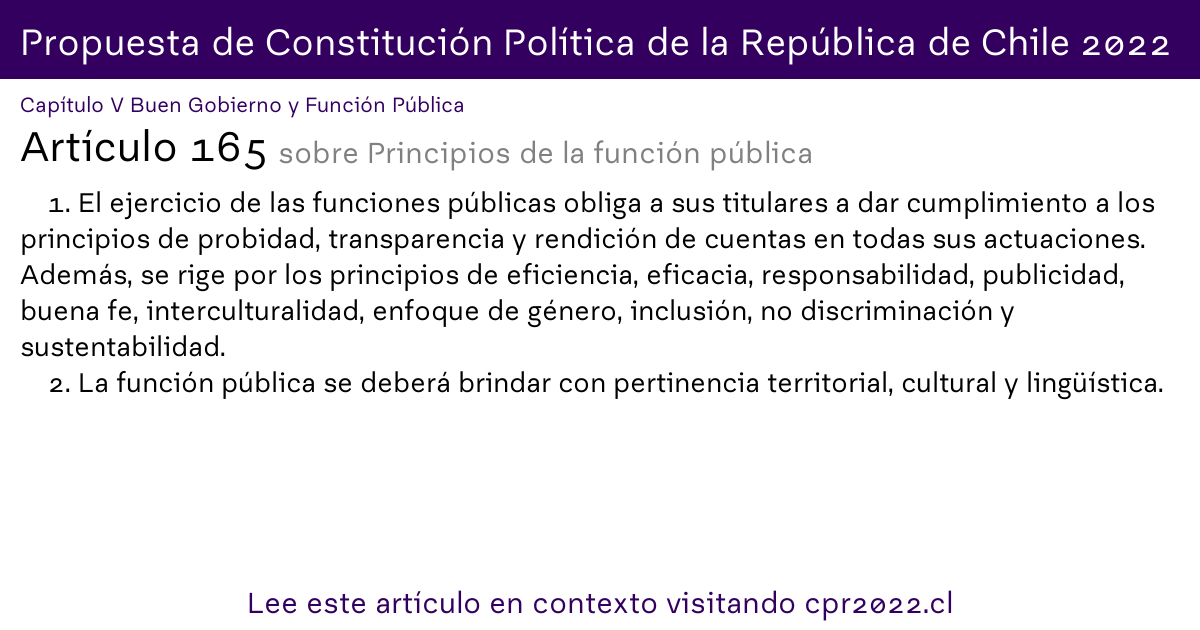 Propuesta de Constitución Política de la República de Chile 2022
Capítulo V Buen Gobierno y Función Pública
Artículo 165 sobre Principios de la función pública
1. El ejercicio de las funciones públicas obliga a sus titulares a dar cumplimiento a los
principios de probidad, transparencia y rendición de cuentas en todas sus actuaciones.
Además, se rige por los principios de eficiencia, eficacia, responsabilidad, publicidad,
buena fe, interculturalidad, enfoque de género, inclusión, no discriminación y
sustentabilidad.
2. La función pública se deberá brindar con pertinencia territorial, cultural y lingüística.
Lee este artículo en contexto visitando cpr2022.cl